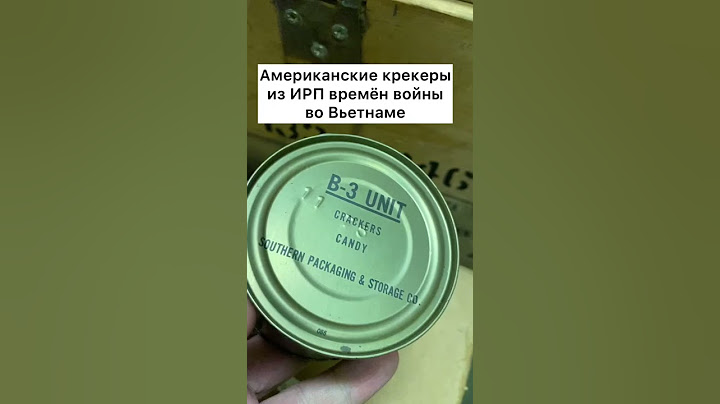 Американские крекеры
из ИРП времён войны
во Вьетнаме
B-3 UNIT
CRACKERS
CANDY
SOUTHERN PACKAGING & STORAGE CO.